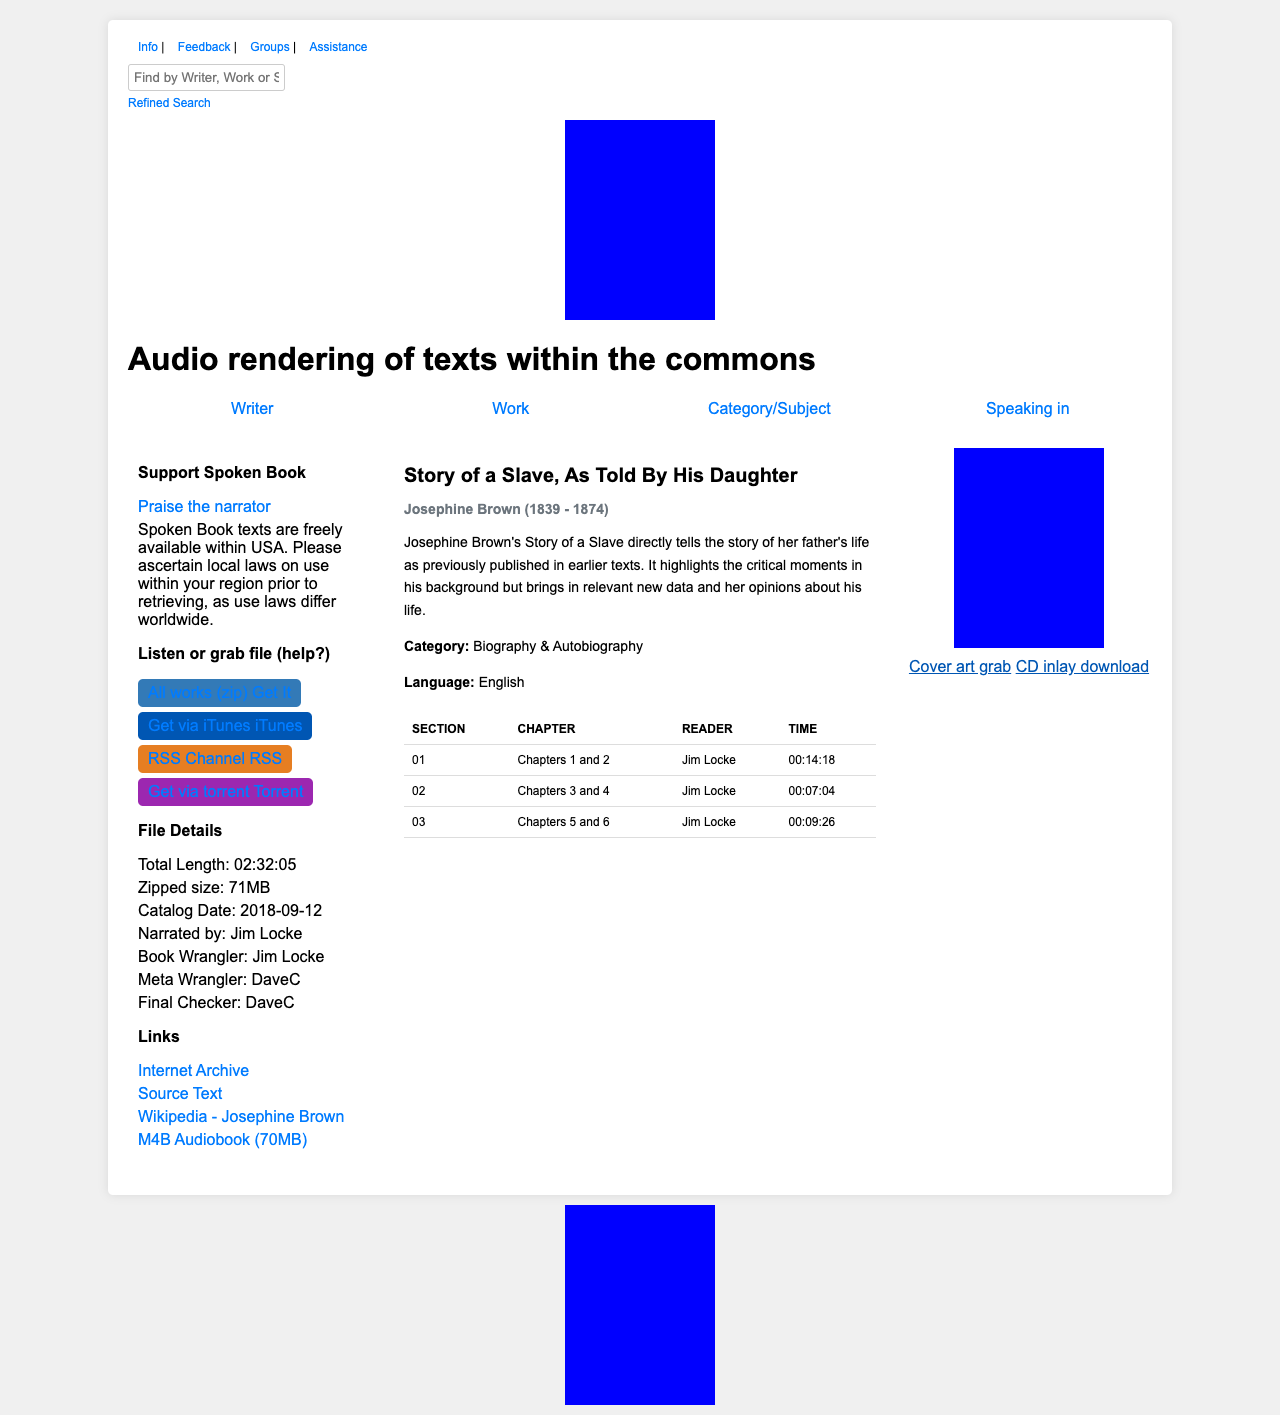 Info | Feedback | Groups | Assistance
Find by Writer, Work or S
Refined Search
Audio rendering of texts within the commons
Writer Work Category/Subject Speaking in
Support Spoken Book
Praise the narrator
Spoken Book texts are freely
available within USA. Please
ascertain local laws on use
within your region prior to
retrieving, as use laws differ
worldwide.
Listen or grab file (help?)
All works (zip) Get It
Get via iTunes iTunes
RSS Channel RSS
Get via torrent Torrent
File Details
Total Length: 02:32:05
Zipped size: 71MB
Catalog Date: 2018-09-12
Narrated by: Jim Locke
Book Wrangler: Jim Locke
Meta Wrangler: DaveC
Final Checker: DaveC
Links
Internet Archive
Source Text
Wikipedia - Josephine Brown
M4B Audiobook (70MB)
Story of a Slave, As Told By His Daughter
Josephine Brown (1839 - 1874)
Josephine Brown's Story of a Slave directly tells the story of her father's life
as previously published in earlier texts. It highlights the critical moments in
his background but brings in relevant new data and her opinions about his
life.
Category: Biography & Autobiography
Language: English
SECTION CHAPTER READER TIME
01 Chapters 1 and 2 Jim Locke 00:14:18
02 Chapters 3 and 4 Jim Locke 00:07:04
03 Chapters 5 and 6 Jim Locke 00:09:26
Cover art grab CD inlay download